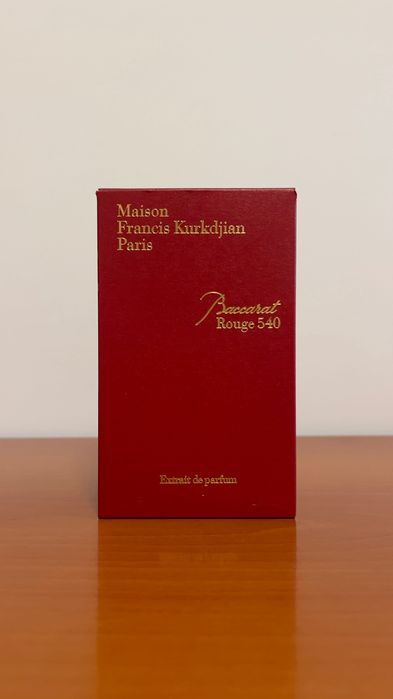 Maison
Francis Kurkdjian
Paris
Baccarat
Rouge 540
Extrait de parfum